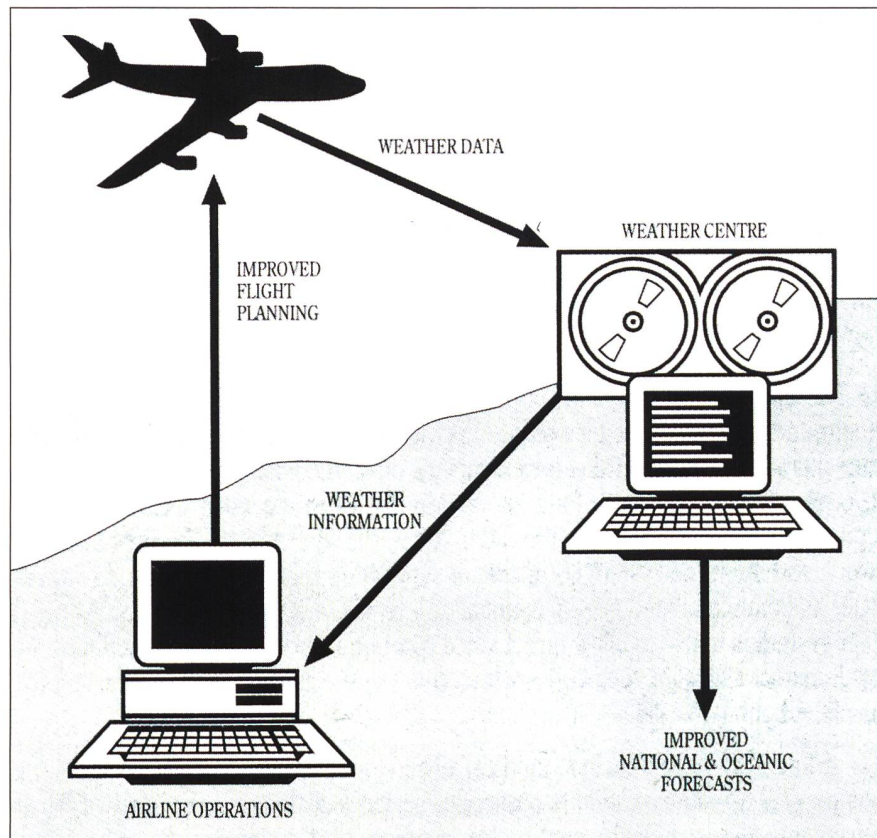 WEATHER DATA
WEATHER CENTRE
IMPROVED
FLIGHT
PLANNING
WEATHER
INFORMATION
AIRLINE OPERATIONS
IMPROVED
NATIONAL & OCEANIC
FORECASTS